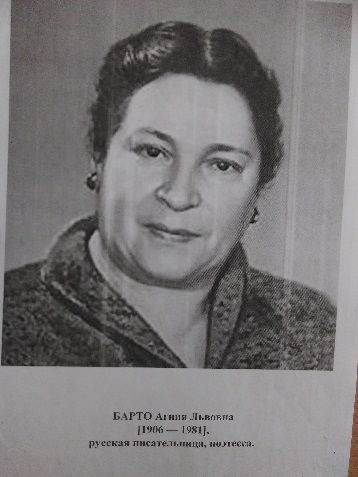 БАРТО Агния Львовна
[1906 — 1981],
русская писательница, поэтесса.